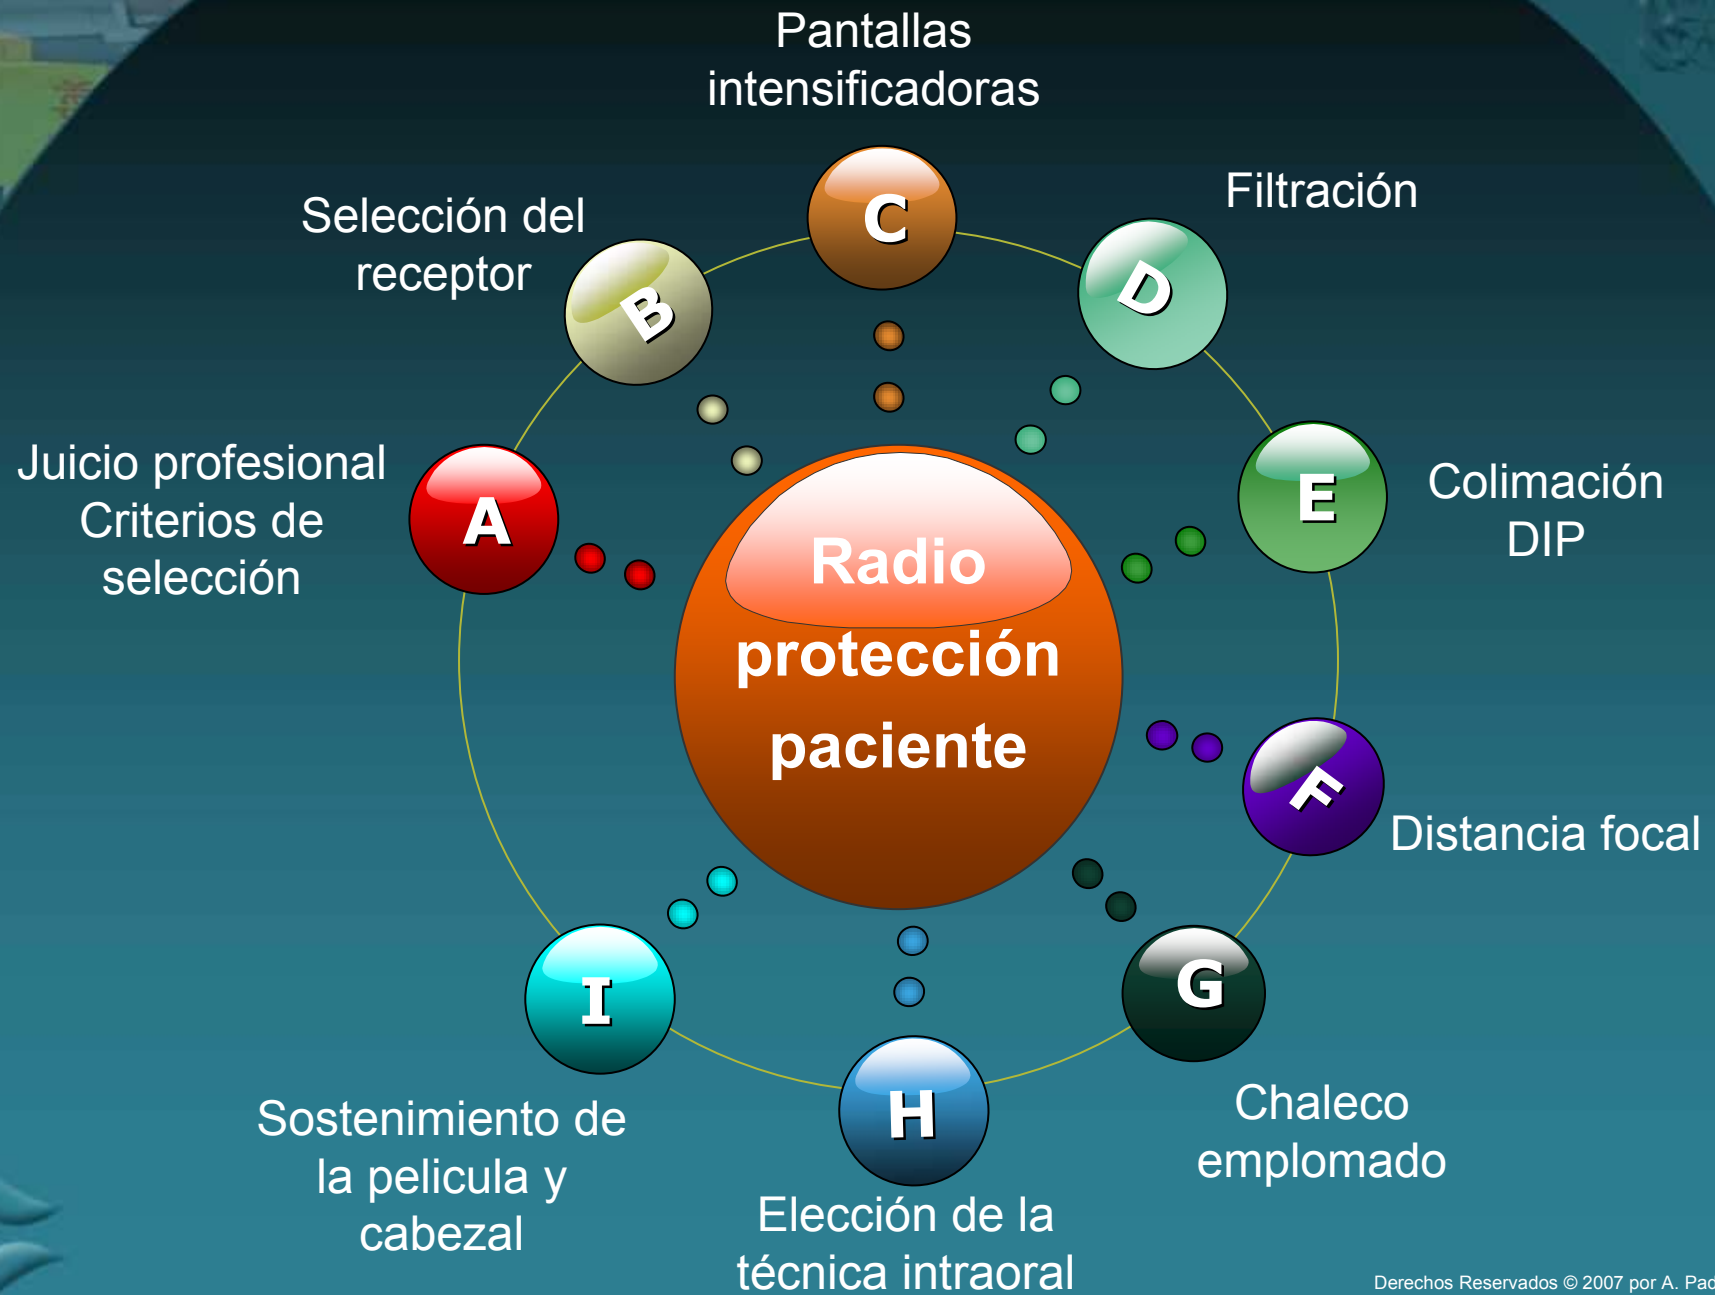 Pantallas
intensificadoras
C
Filtración
D
Selección del
receptor
B
Juicio profesional
Criterios de
selección
A
Colimación
DIP
E
Radio
protección
paciente
F
Distancia focal
G
Chaleco
emplomado
H
Elección de la
técnica intraoral
I
Sostenimiento de
la pelicula y
cabezal
Derechos Reservados © 2007 por A.